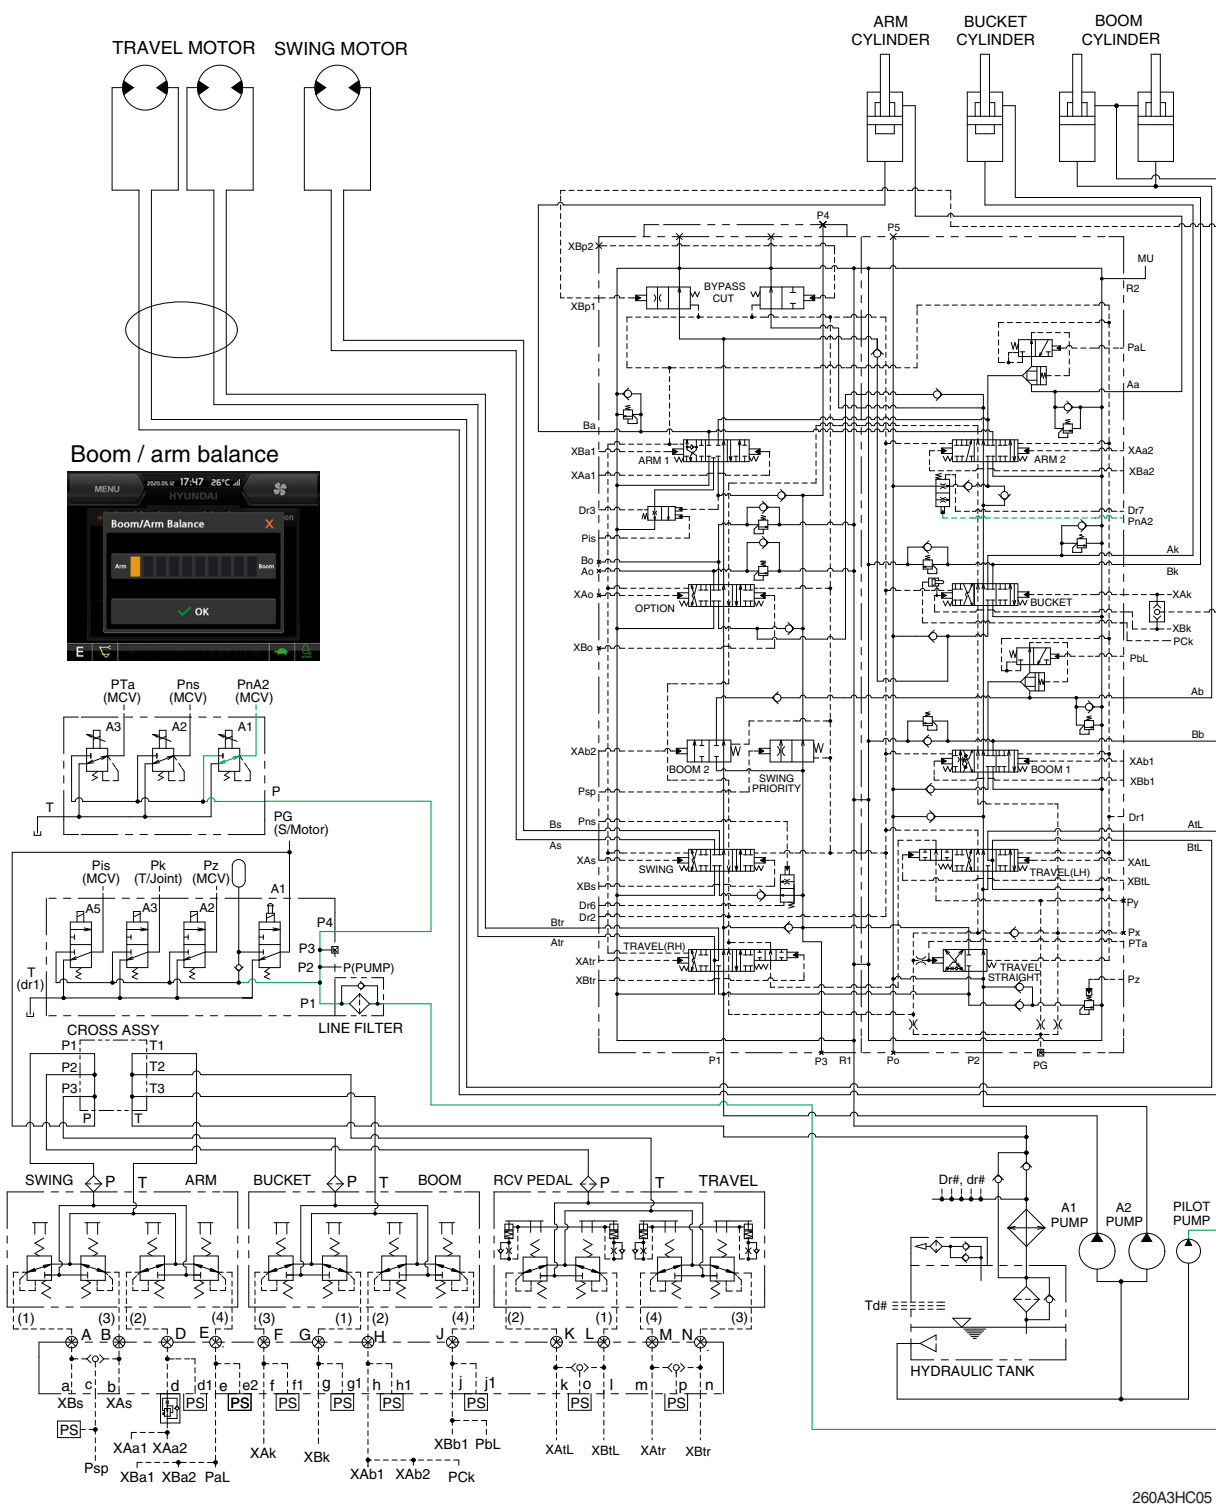 TRAVEL MOTOR
SWING MOTOR
ARM
CYLINDER
BUCKET
CYLINDER
BOOM
CYLINDER
P4
P5
XBp2
BYPASS
CUT
XBp1
MU
R2
PaL
Aa
Ba
XBa1
ARM 1
XAa1
ARM 2
XAa2
XBa2
Dr3
Pis
Dr7
PnA2
Bo
Ao
XAo
OPTION
XBo
Ak
Bk
XAk
BUCKET
XBk
PCk
PbL
Ab
Bb
XAb2
BOOM 2
SWING
PRIORITY
Psp
BOOM 1
XAb1
XBb1
Pns
Bs
As
Dr1
AtL
BtL
XAs
SWING
XBs
Dr6
Dr2
XAtL
TRAVEL(LH)
XBtL
Py
Btr
Atr
TRAVEL(RH)
XAtr
XBtr
Px
PTa
TRAVEL
STRAIGHT
Pz
P1
P3
R1
Po
P2
PG
Boom / arm balance
MENU
2020.05.12 17:47 26°C
HYUNDAI
on
Boom/Arm Balance X
Arm
Boom
OK
E
PTa
(MCV)
Pns
(MCV)
PnA2
(MCV)
A3
A2
A1
P
T
PG
(S/Motor)
Pis
(MCV)
Pk
(T/Joint)
Pz
(MCV)
A5
A3
A2
A1
P4
P3
P2
P(PUMP)
P1
T
(dr1)
LINE FILTER
CROSS ASSY
P1
T1
P2
T2
P3
T3
P
T
SWING
P
T
ARM
BUCKET
P
T
BOOM
RCV PEDAL
P
T
TRAVEL
(1)
(3)
(2)
(4)
(3)
(1)
(2)
(4)
(2)
(1)
(4)
(3)
A B D E F G H J K L M N
a c b d d1 e e2 f f1 g g1 h h1 j j1 k o l m p n
XBs
XAs
PS PS PS PS PS PS PS PS
PS
Psp
XAa1 XAa2
XBa1 XBa2 PaL
XAk
XBk
XAb1
XAb2
PCk
XBb1 PbL
XAtL
XBtL
XAtr
XBtr
Dr#, dr#
A1
PUMP
A2
PUMP
PILOT
PUMP
Td#
HYDRAULIC TANK
260A3HC05